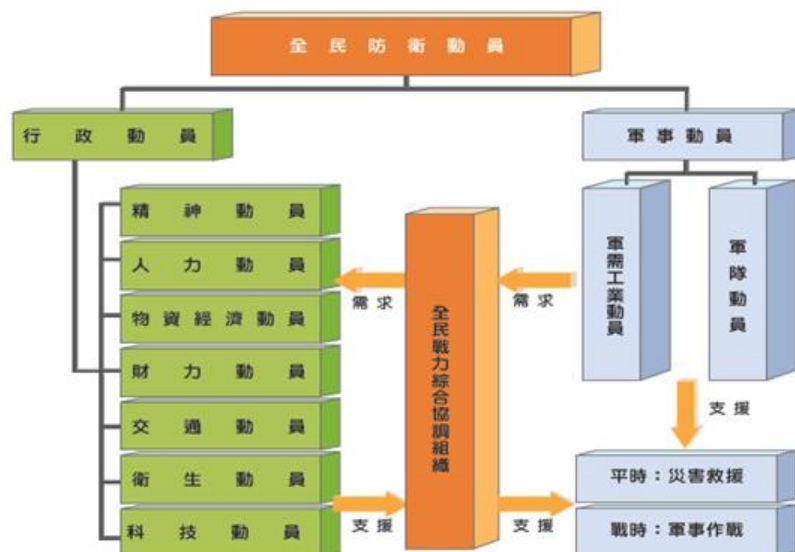 全民防衛動員
行政動員
軍事動員
精神動員
人力動員
物資經濟動員
財力動員
交通動員
衛生動員
科技動員
需求
支援
全民戰力綜合協調組織
需求
支援
軍需工業動員
軍隊動員
支援
平時：災害救援
戰時：軍事作戰